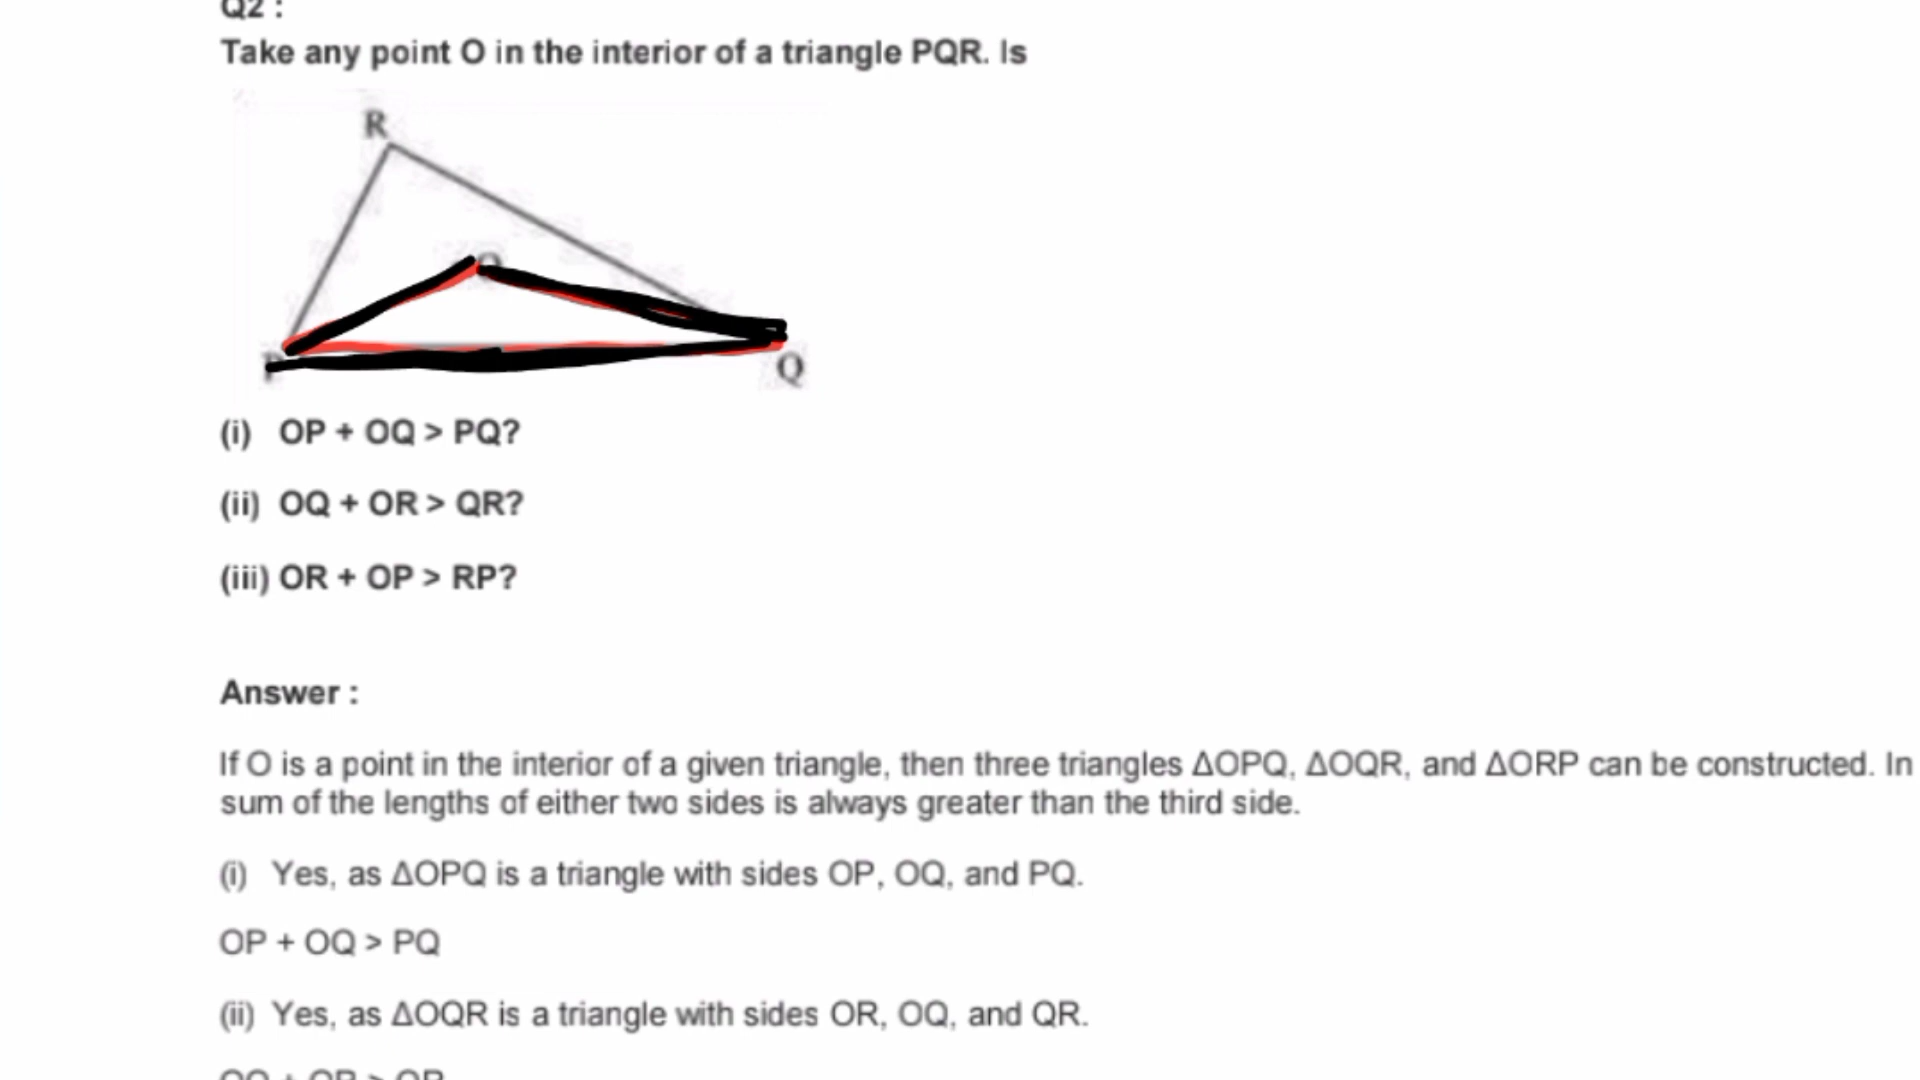 Q2 :
Take any point O in the interior of a triangle PQR. Is
R
O
P
Q
(i) OP + OQ > PQ?
(ii) OQ + OR > QR?
(iii) OR + OP > RP?
Answer :
If O is a point in the interior of a given triangle, then three triangles ΔOPQ, ΔOQR, and ΔORP can be constructed. In
sum of the lengths of either two sides is always greater than the third side.
(i) Yes, as ΔOPQ is a triangle with sides OP, OQ, and PQ.
OP + OQ > PQ
(ii) Yes, as ΔOQR is a triangle with sides OR, OQ, and QR.
OQ + OR > QR